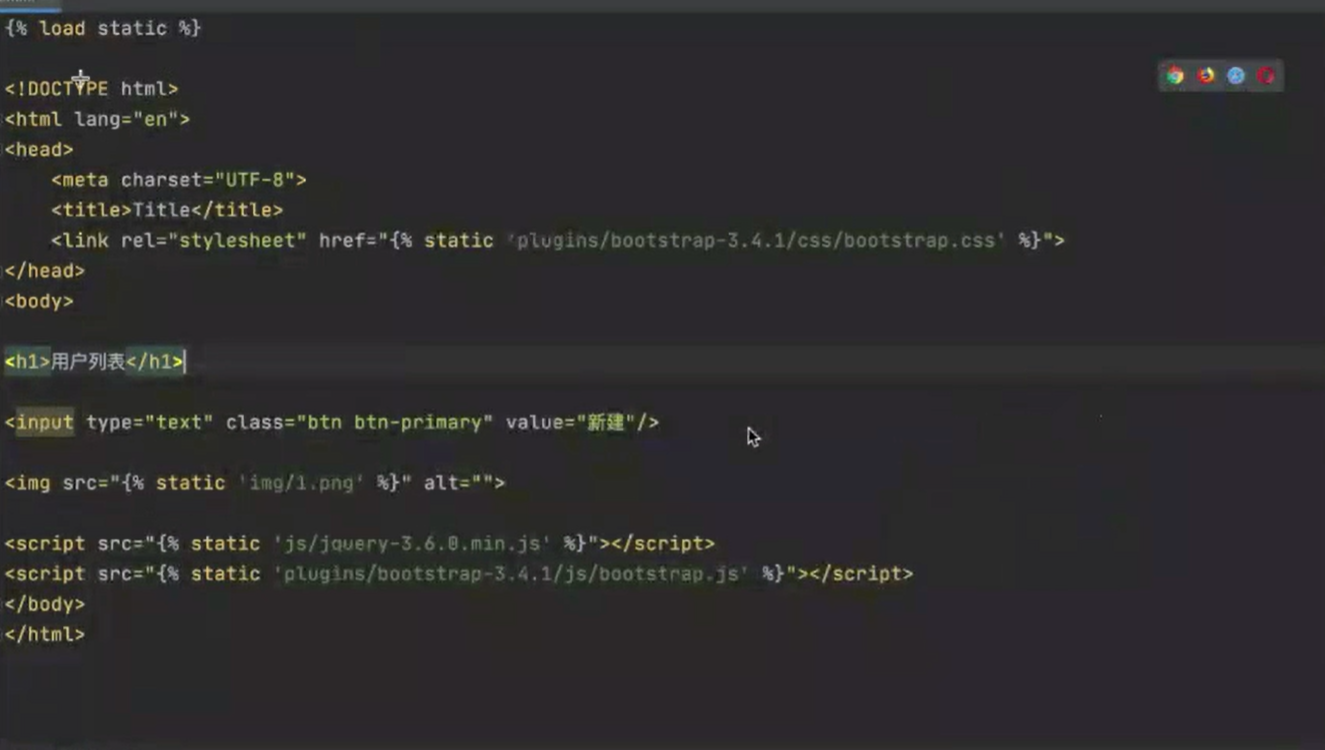 {% load static %}
<!DOCTYPE html>
<html lang="en">
<head>
    <meta charset="UTF-8">
    <title>Title</title>
    <link rel="stylesheet" href="{% static 'plugins/bootstrap-3.4.1/css/bootstrap.css' %}">
</head>
<body>
<h1>用户列表</h1>
<input type="text" class="btn btn-primary" value="新建"/>
<img src="{% static 'img/1.png' %}" alt="">
<script src="{% static 'js/jquery-3.6.0.min.js' %}"></script>
<script src="{% static 'plugins/bootstrap-3.4.1/js/bootstrap.js' %}"></script>
</body>
</html>